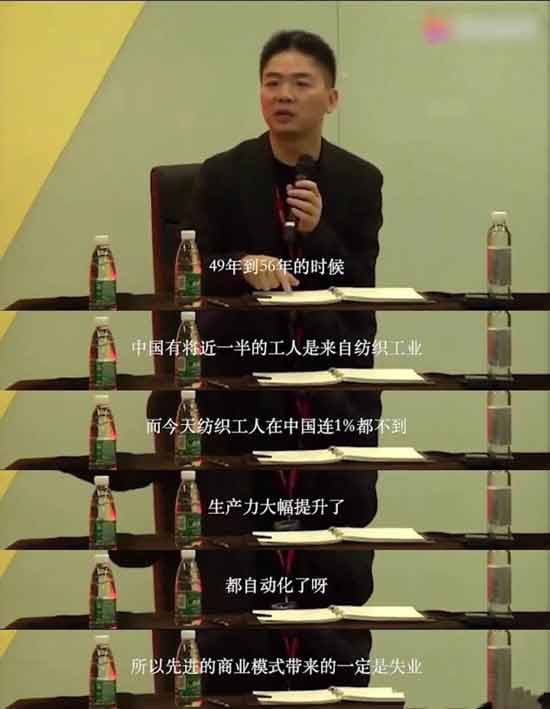 49年到56年的时候
中国有将近一半的工人是来自纺织工业
而今天纺织工人在中国连1%都不到
生产力大幅提升了
都自动化了呀
所以先进的商业模式带来的一定是失业